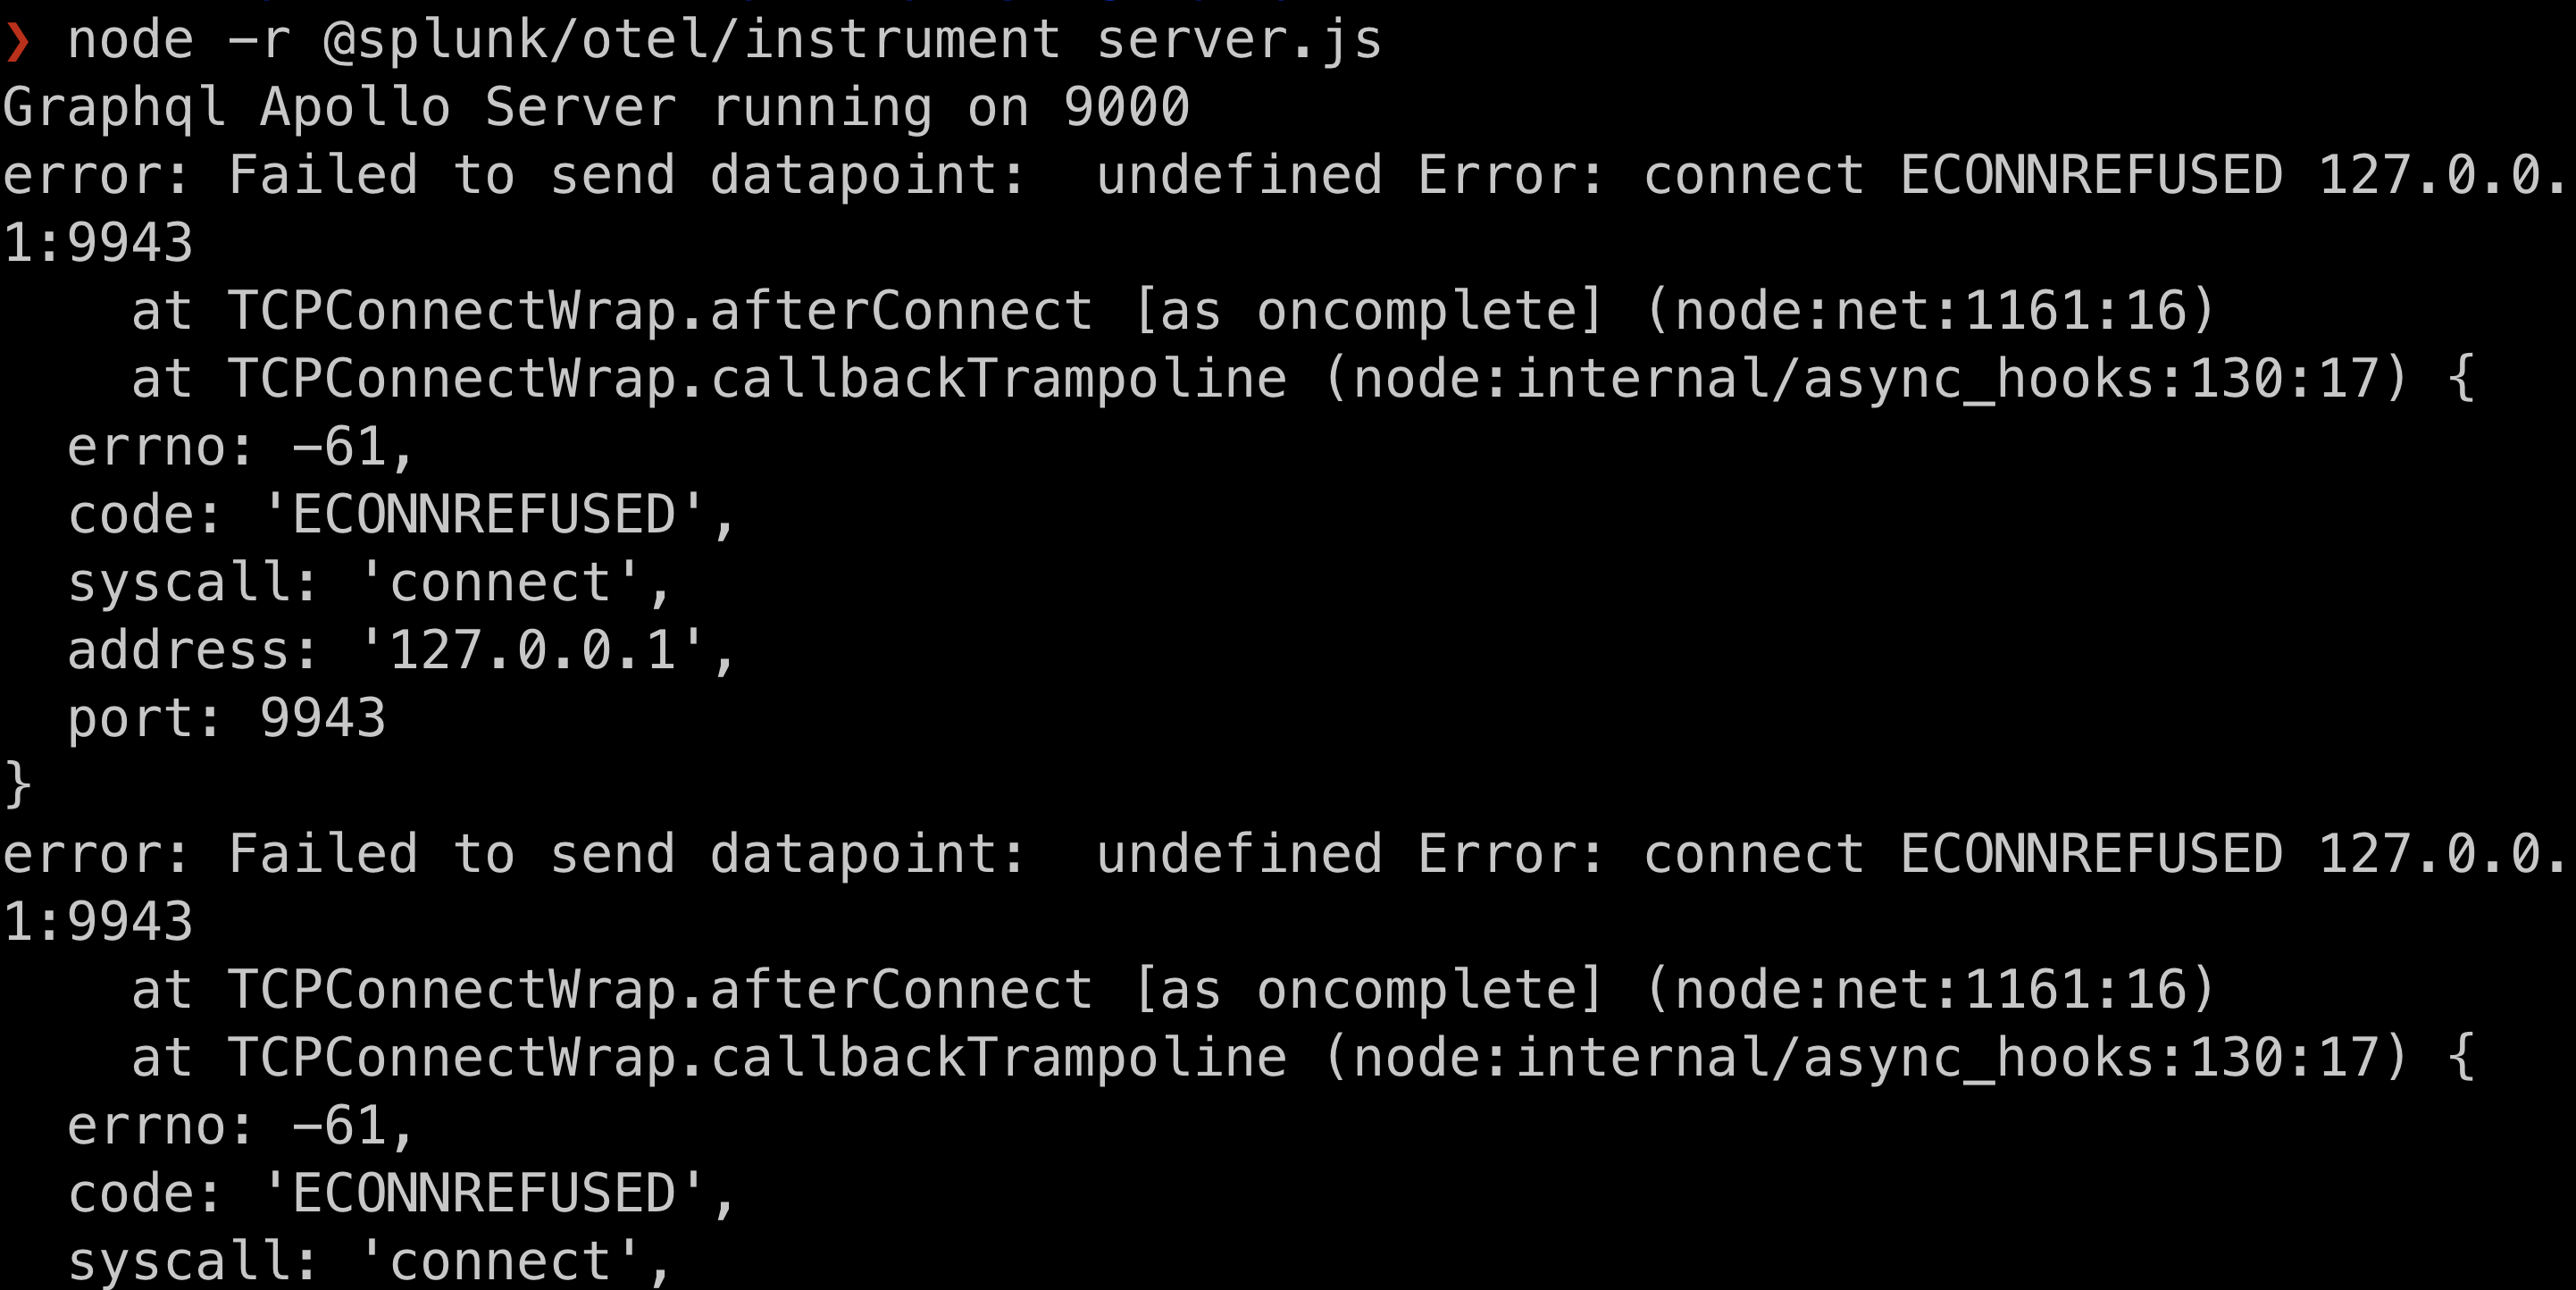 ❯ node -r @splunk/otel/instrument server.js
Graphql Apollo Server running on 9000
error: Failed to send datapoint:  undefined Error: connect ECONNREFUSED 127.0.0.
1:9943
    at TCPConnectWrap.afterConnect [as oncomplete] (node:net:1161:16)
    at TCPConnectWrap.callbackTrampoline (node:internal/async_hooks:130:17) {
  errno: -61,
  code: 'ECONNREFUSED',
  syscall: 'connect',
  address: '127.0.0.1',
  port: 9943
}
error: Failed to send datapoint:  undefined Error: connect ECONNREFUSED 127.0.0.
1:9943
    at TCPConnectWrap.afterConnect [as oncomplete] (node:net:1161:16)
    at TCPConnectWrap.callbackTrampoline (node:internal/async_hooks:130:17) {
  errno: -61,
  code: 'ECONNREFUSED',
  syscall: 'connect',